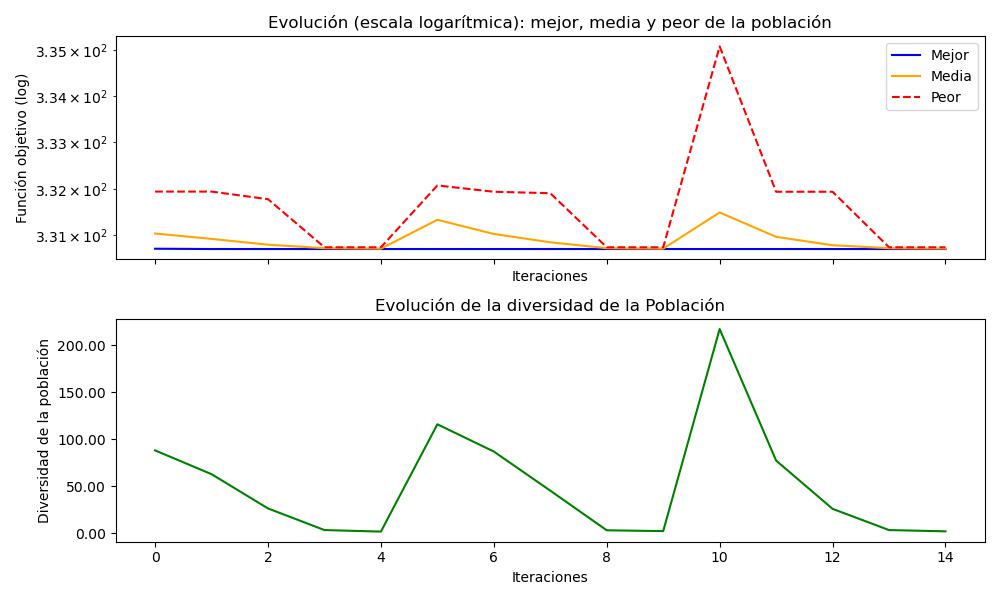 Evolución (escala logarítmica): mejor, media y peor de la población
Función objetivo (log)
3.35 × 10²
3.34 × 10²
3.33 × 10²
3.32 × 10²
3.31 × 10²
Mejor
Media
Peor
Iteraciones
Evolución de la diversidad de la Población
Diversidad de la población
200.00
150.00
100.00
50.00
0.00
0 2 4 6 8 10 12 14
Iteraciones